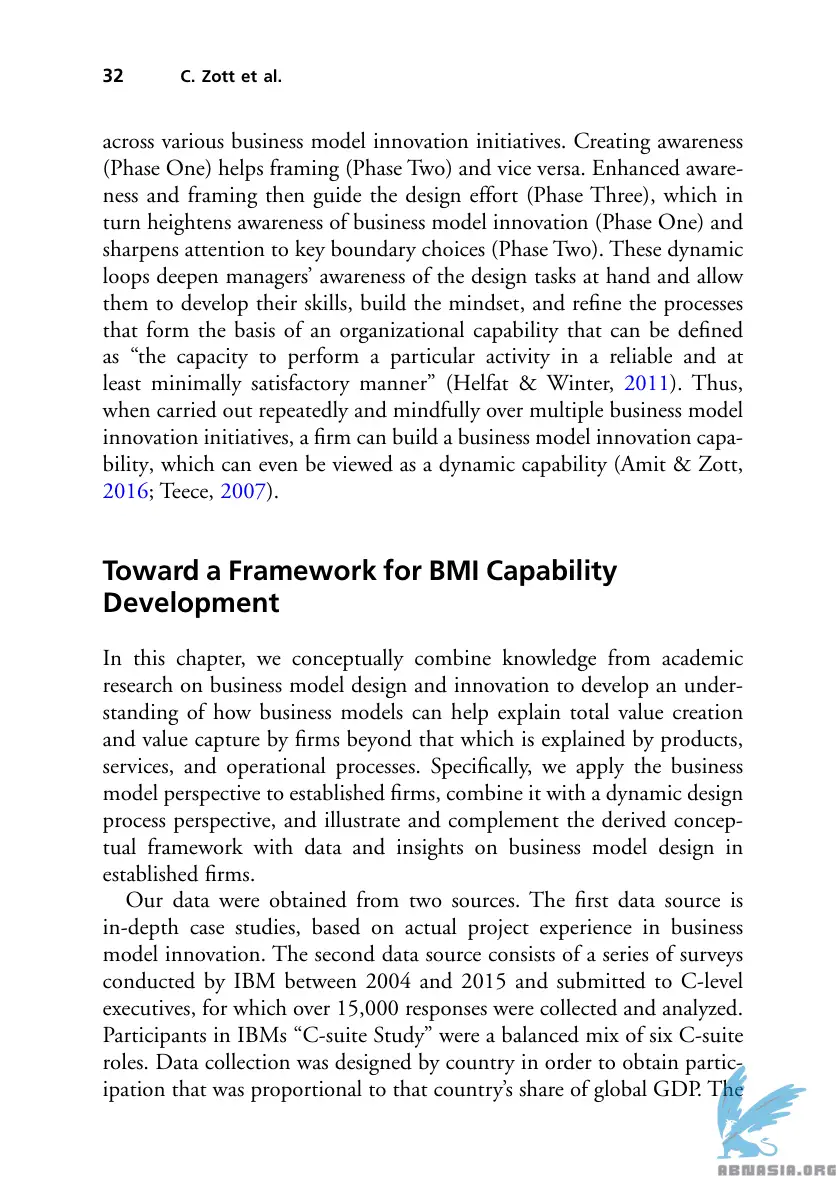 32 C. Zott et al.
across various business model innovation initiatives. Creating awareness
(Phase One) helps framing (Phase Two) and vice versa. Enhanced aware-
ness and framing then guide the design effort (Phase Three), which in
turn heightens awareness of business model innovation (Phase One) and
sharpens attention to key boundary choices (Phase Two). These dynamic
loops deepen managers’ awareness of the design tasks at hand and allow
them to develop their skills, build the mindset, and refine the processes
that form the basis of an organizational capability that can be defined
as “the capacity to perform a particular activity in a reliable and at
least minimally satisfactory manner” (Helfat & Winter, 2011). Thus,
when carried out repeatedly and mindfully over multiple business model
innovation initiatives, a firm can build a business model innovation capa-
bility, which can even be viewed as a dynamic capability (Amit & Zott,
2016; Teece, 2007).
Toward a Framework for BMI Capability
Development
In this chapter, we conceptually combine knowledge from academic
research on business model design and innovation to develop an under-
standing of how business models can help explain total value creation
and value capture by firms beyond that which is explained by products,
services, and operational processes. Specifically, we apply the business
model perspective to established firms, combine it with a dynamic design
process perspective, and illustrate and complement the derived concep-
tual framework with data and insights on business model design in
established firms.
Our data were obtained from two sources. The first data source is
in-depth case studies, based on actual project experience in business
model innovation. The second data source consists of a series of surveys
conducted by IBM between 2004 and 2015 and submitted to C-level
executives, for which over 15,000 responses were collected and analyzed.
Participants in IBMs “C-suite Study” were a balanced mix of six C-suite
roles. Data collection was designed by country in order to obtain partic-
ipation that was proportional to that country’s share of global GDP. The
ABNASIA.ORG